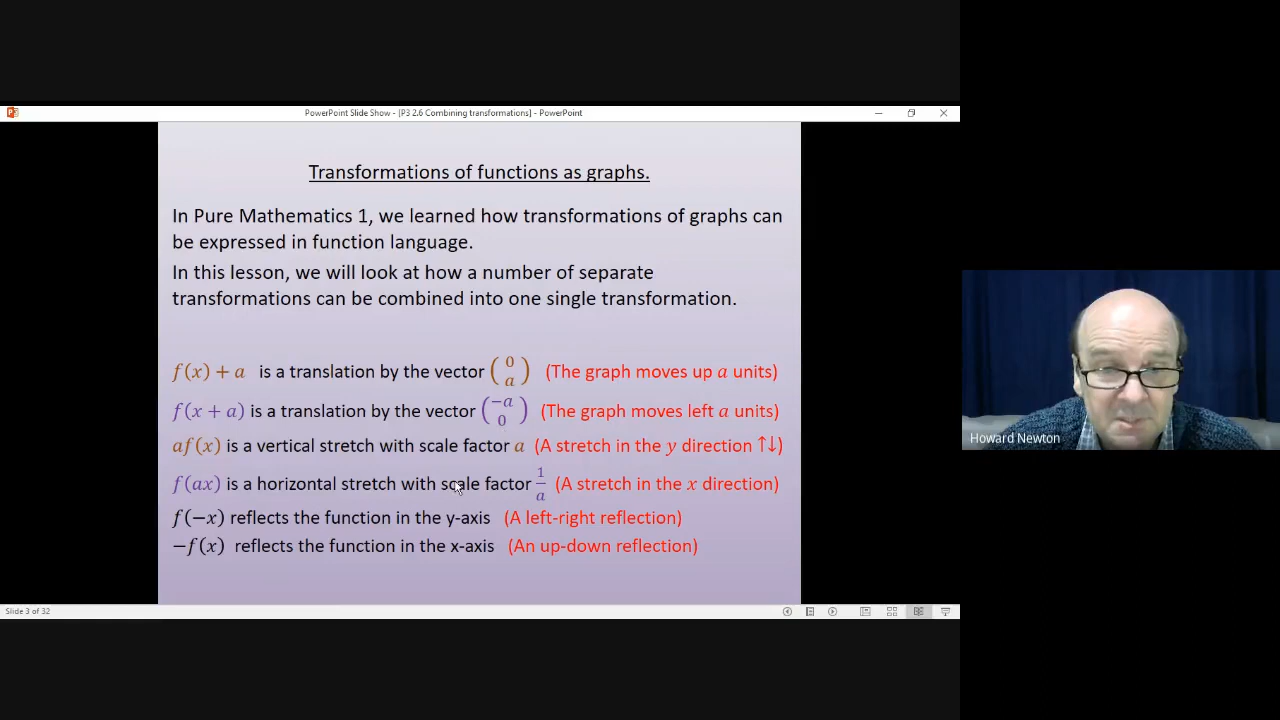 PowerPoint Slide Show - [P3 2.6 Combining transformations] - PowerPoint
Transformations of functions as graphs.
In Pure Mathematics 1, we learned how transformations of graphs can
be expressed in function language.
In this lesson, we will look at how a number of separate
transformations can be combined into one single transformation.
f(x) + a is a translation by the vector (0 a) (The graph moves up a units)
f(x + a) is a translation by the vector (−a 0) (The graph moves left a units)
af(x) is a vertical stretch with scale factor a (A stretch in the y direction ↑↓)
f(ax) is a horizontal stretch with scale factor 1/a (A stretch in the x direction)
f(−x) reflects the function in the y-axis (A left-right reflection)
−f(x) reflects the function in the x-axis (An up-down reflection)
Slide 3 of 32
Howard Newton